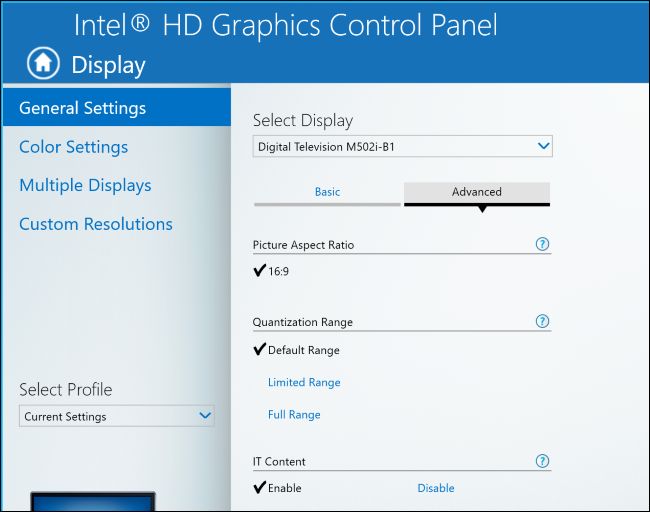 Intel® HD Graphics Control Panel
Display
General Settings
Color Settings
Multiple Displays
Custom Resolutions
Select Profile
Current Settings
Select Display
Digital Television M502i-B1
Basic Advanced
Picture Aspect Ratio ?
16:9
Quantization Range ?
Default Range
Limited Range
Full Range
IT Content ?
Enable Disable